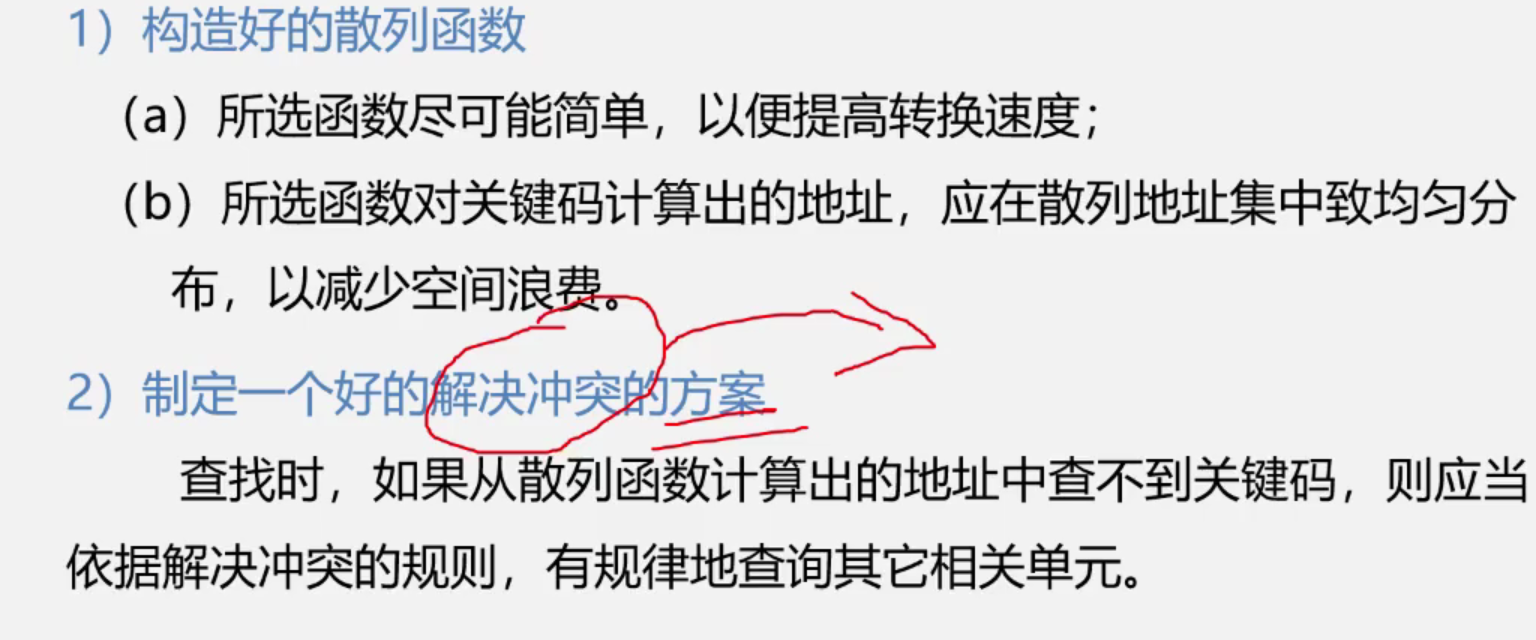 1）构造好的散列函数
（a）所选函数尽可能简单，以便提高转换速度；
（b）所选函数对关键码计算出的地址，应在散列地址集中致均匀分
布，以减少空间浪费。
2）制定一个好的解决冲突的方案
查找时，如果从散列函数计算出的地址中查不到关键码，则应当
依据解决冲突的规则，有规律地查询其它相关单元。